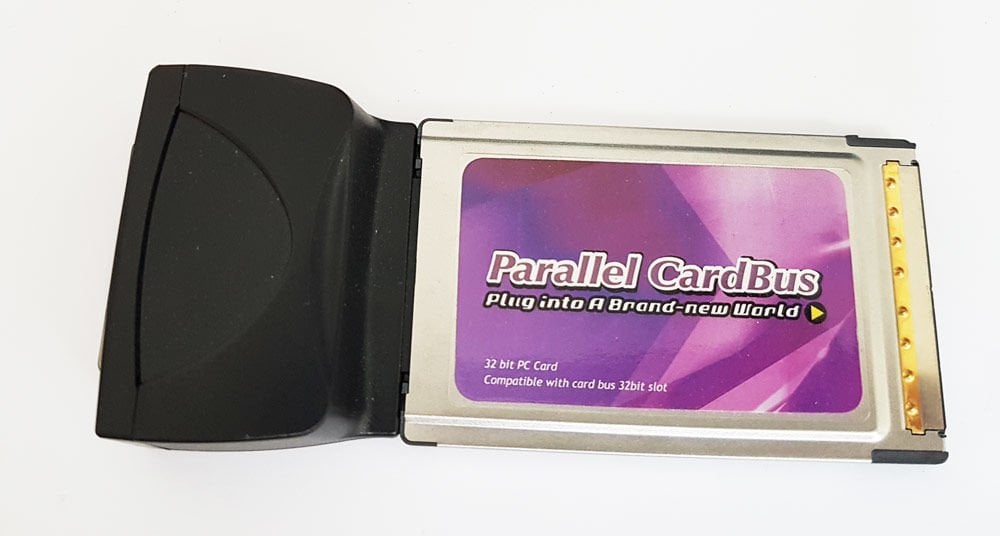 Parallel CardBus
Plug into A Brand-new World
32 bit PC Card
Compatible with card bus 32bit slot